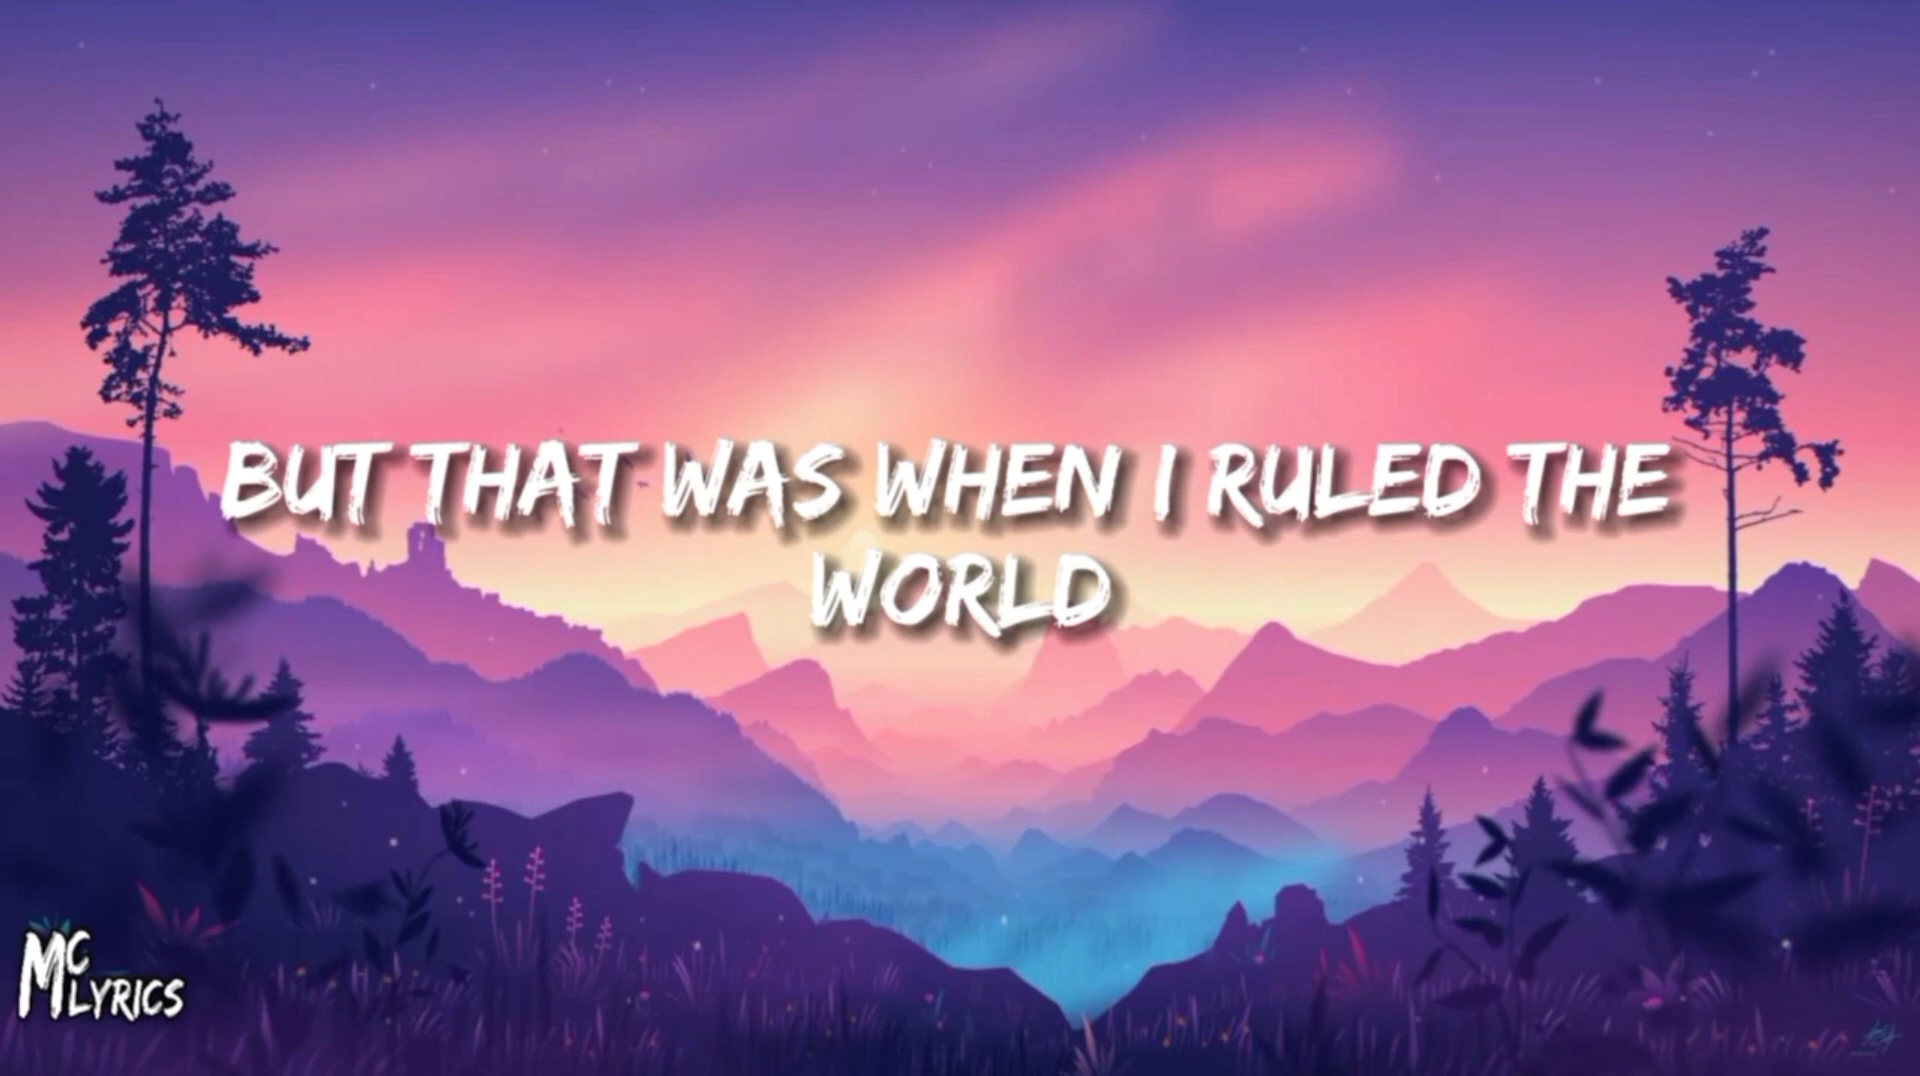 BUT THAT WAS WHEN I RULED THE
WORLD
MC
LYRICS